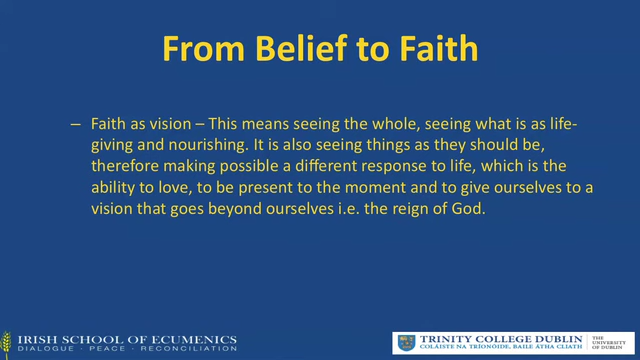 From Belief to Faith
– Faith as vision – This means seeing the whole, seeing what is as life-
giving and nourishing. It is also seeing things as they should be,
therefore making possible a different response to life, which is the
ability to love, to be present to the moment and to give ourselves to a
vision that goes beyond ourselves i.e. the reign of God.
IRISH SCHOOL OF ECUMENICS
DIALOGUE - PEACE - RECONCILIATION
TRINITY COLLEGE DUBLIN
COLÁISTE NA TRÍONÓIDE, BAILE ÁTHA CLIATH
THE
UNIVERSITY
OF DUBLIN